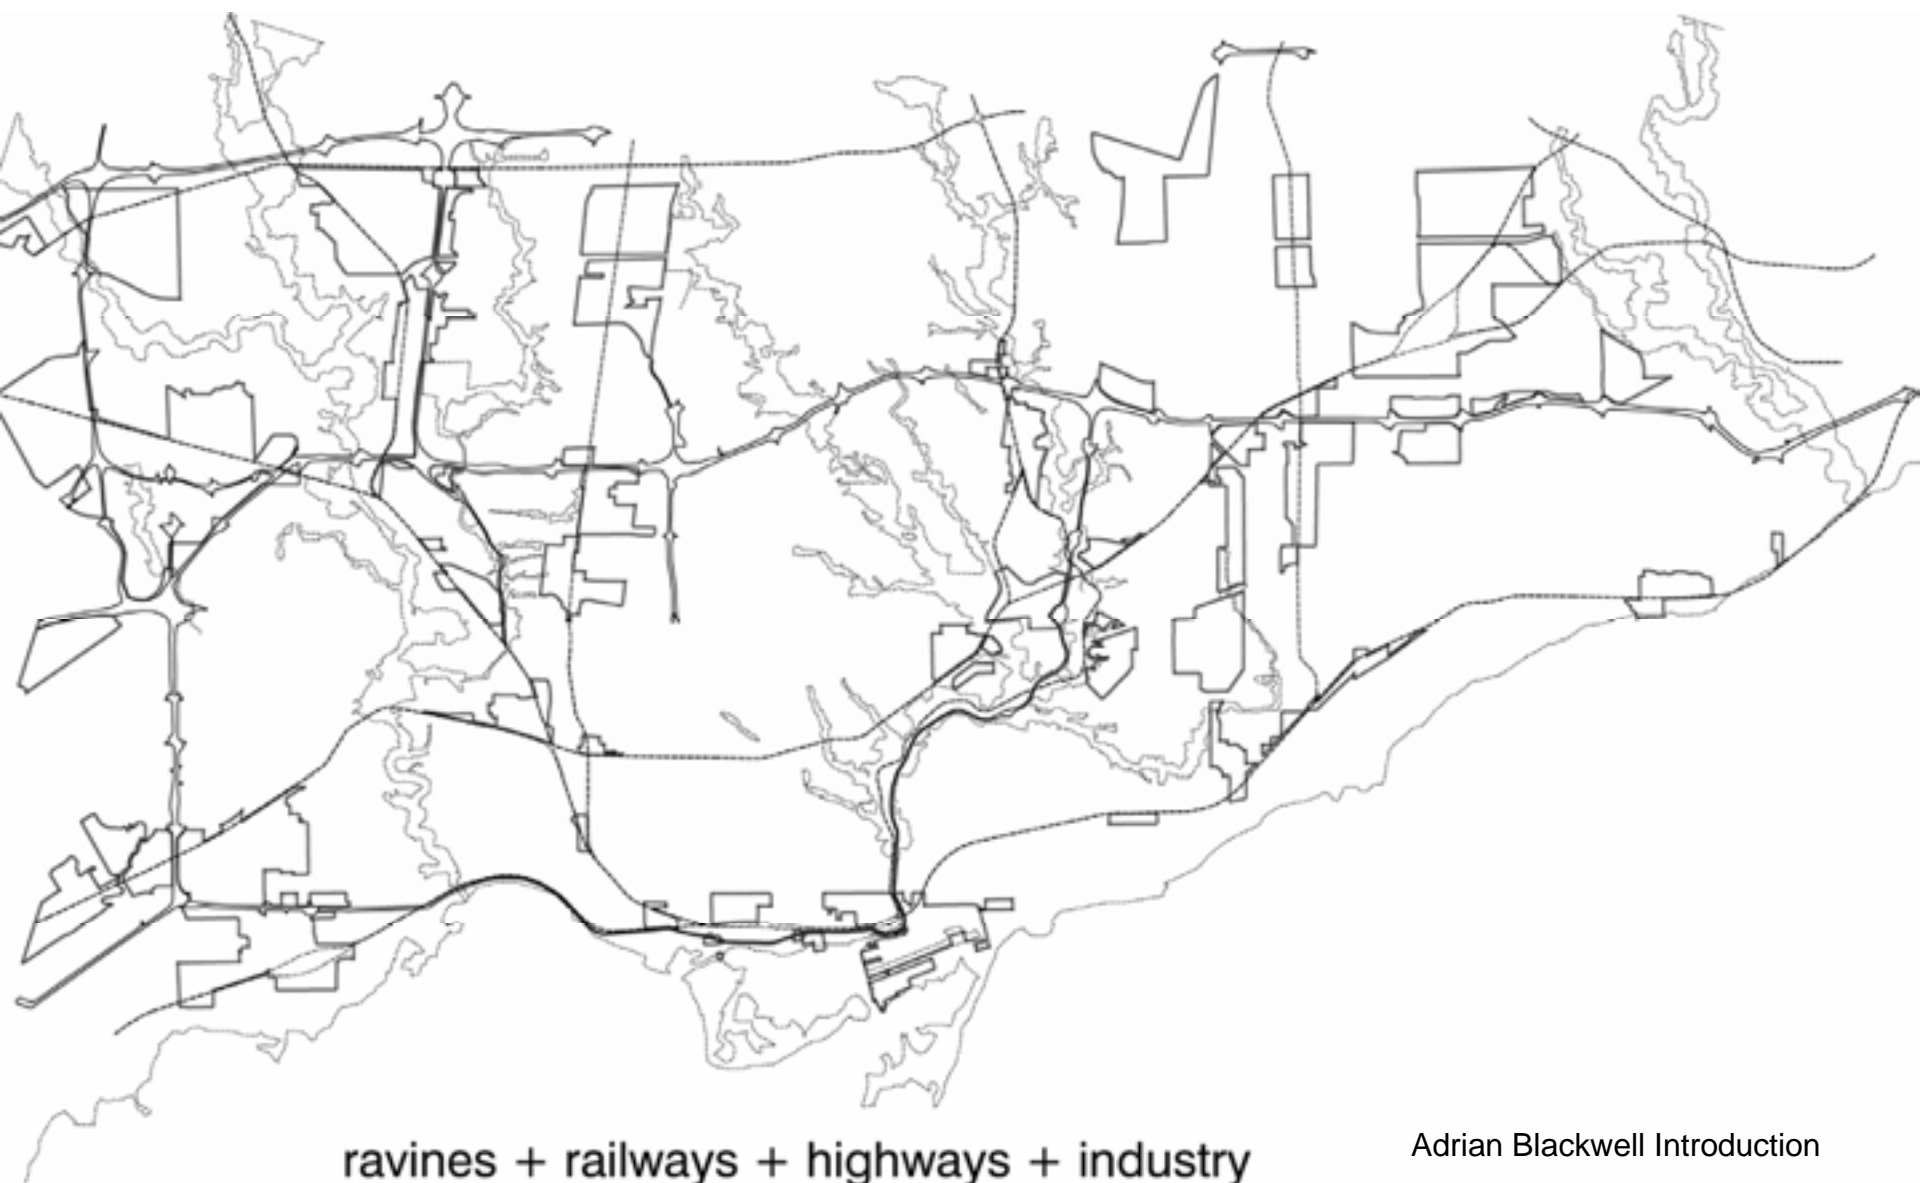 ravines + railways + highways + industry
Adrian Blackwell Introduction